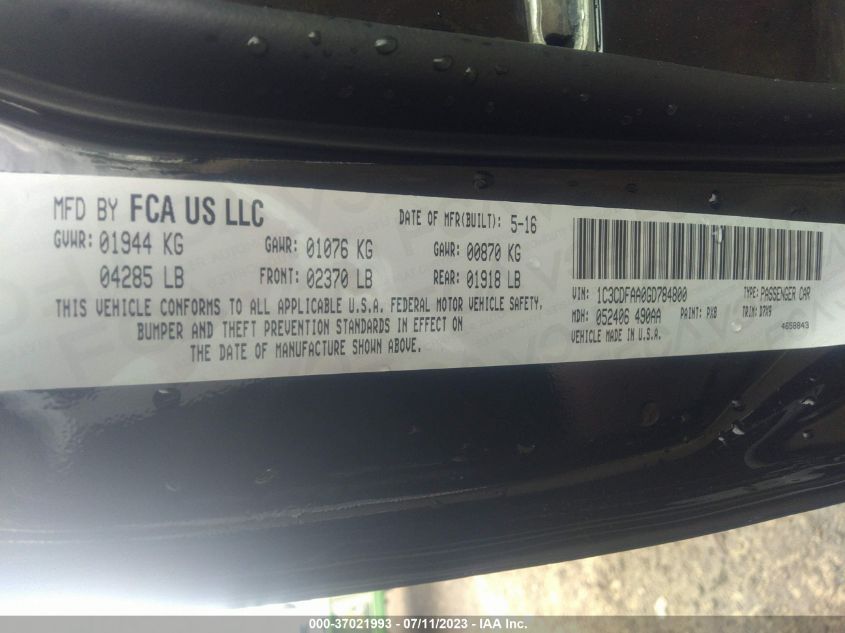 MFD BY FCA US LLC
DATE OF MFR(BUILT): 5-16
GVWR: 01944 KG GAWR: 01076 KG GAWR: 00870 KG
04285 LB FRONT: 02370 LB REAR: 01918 LB
THIS VEHICLE CONFORMS TO ALL APPLICABLE U.S.A. FEDERAL MOTOR VEHICLE SAFETY,
BUMPER AND THEFT PREVENTION STANDARDS IN EFFECT ON
THE DATE OF MANUFACTURE SHOWN ABOVE.
VIN: 1C3CDFAA0GD784800 TYPE: PASSENGER CAR
MDH: 052406 490AA PAINT: PX8 TRIM: D7X9
VEHICLE MADE IN U.S.A. 4658843
000-37021993 - 07/11/2023 - IAA Inc.